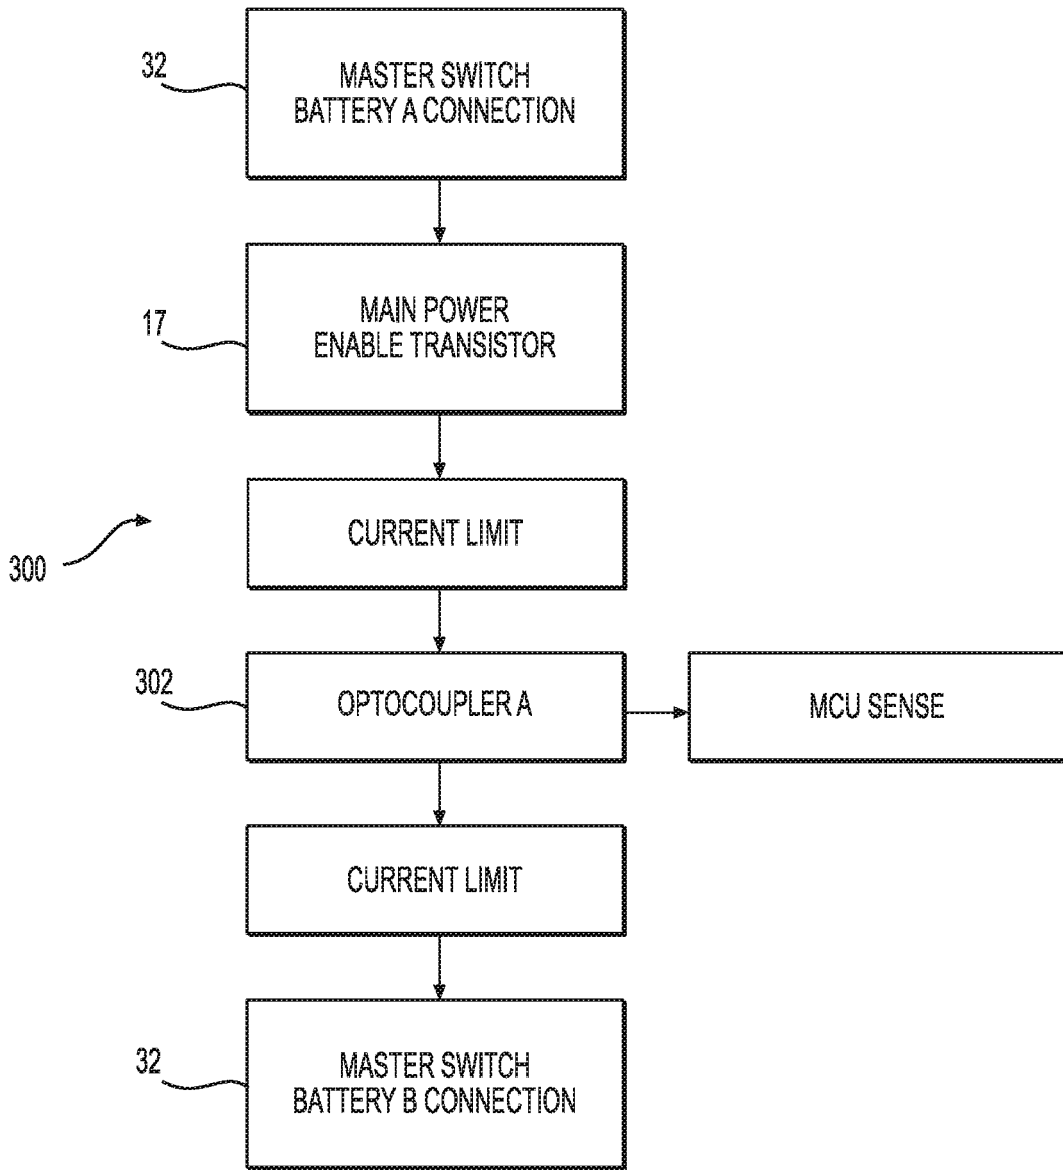 32
MASTER SWITCH
BATTERY A CONNECTION
17
MAIN POWER
ENABLE TRANSISTOR
300
CURRENT LIMIT
302
OPTOCOUPLER A
MCU SENSE
CURRENT LIMIT
32
MASTER SWITCH
BATTERY B CONNECTION